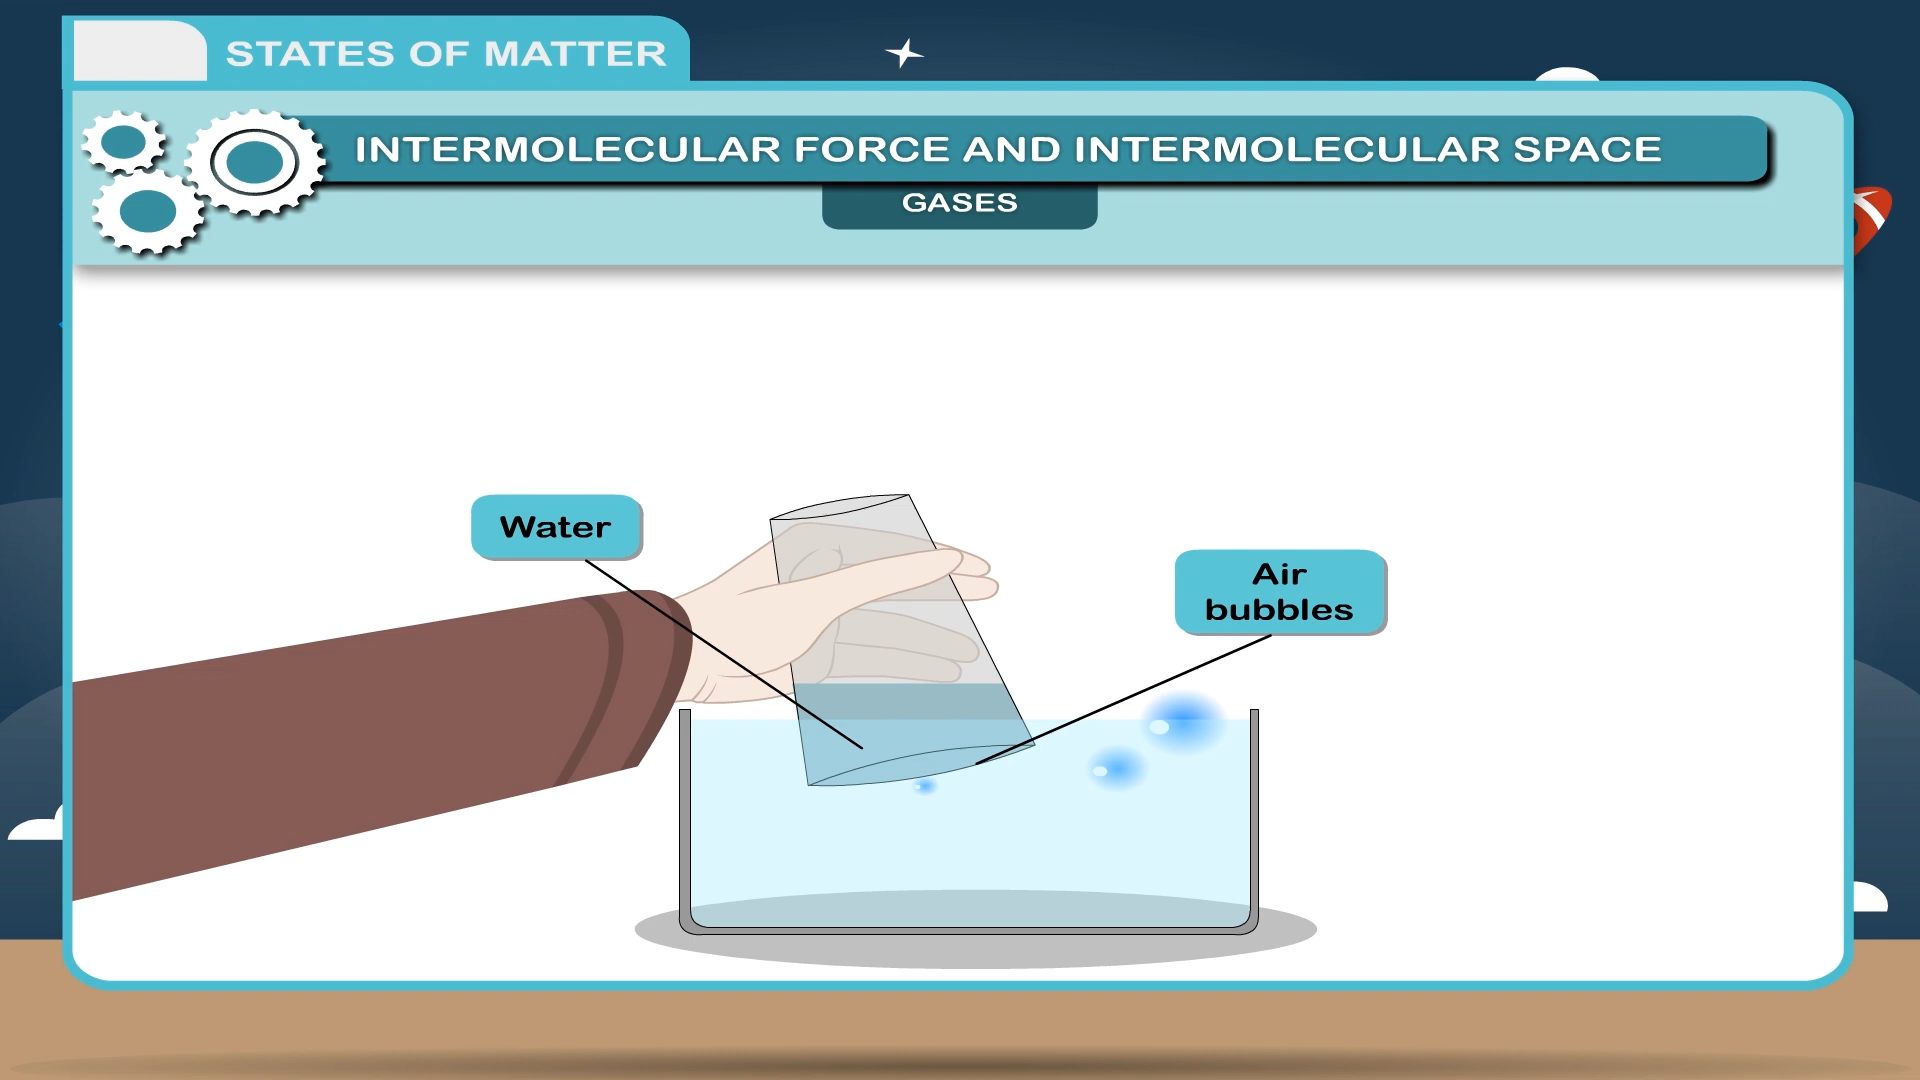 STATES OF MATTER
INTERMOLECULAR FORCE AND INTERMOLECULAR SPACE
GASES
Water
Air
bubbles